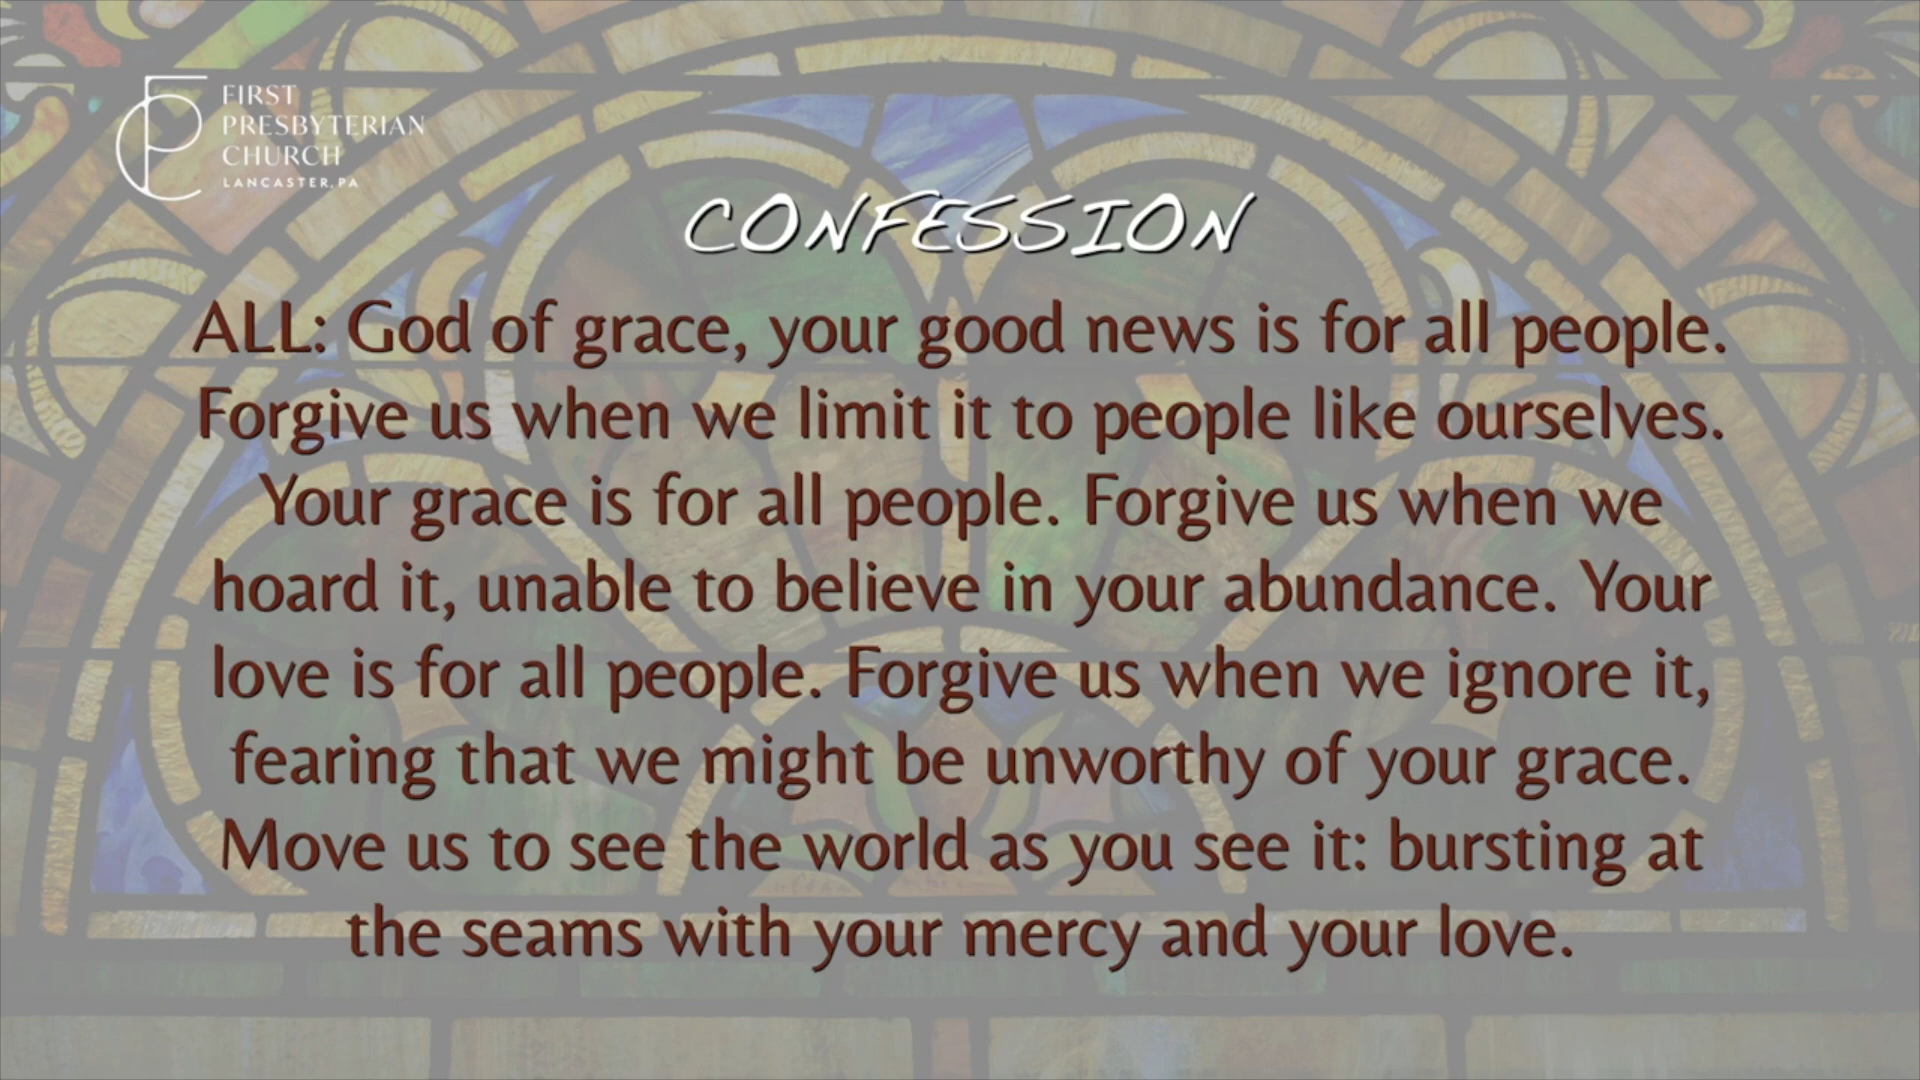 FIRST
PRESBYTERIAN
CHURCH
LANCASTER, PA
CONFESSION
ALL: God of grace, your good news is for all people.
Forgive us when we limit it to people like ourselves.
Your grace is for all people. Forgive us when we
hoard it, unable to believe in your abundance. Your
love is for all people. Forgive us when we ignore it,
fearing that we might be unworthy of your grace.
Move us to see the world as you see it: bursting at
the seams with your mercy and your love.